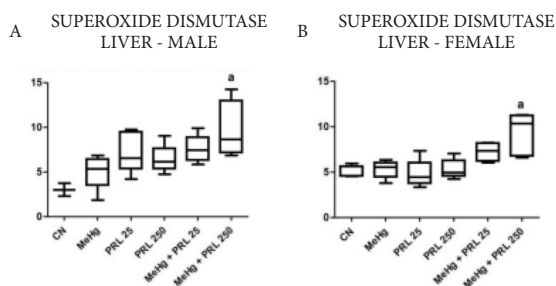 A
SUPEROXIDE DISMUTASE
LIVER - MALE
a
15
10
5
0
CN
MeHg
PRL 25
PRL 250
MeHg + PRL 25
MeHg + PRL 250
B
SUPEROXIDE DISMUTASE
LIVER - FEMALE
a
15
10
5
0
CN
MeHg
PRL 25
PRL 250
MeHg + PRL 25
MeHg + PRL 250